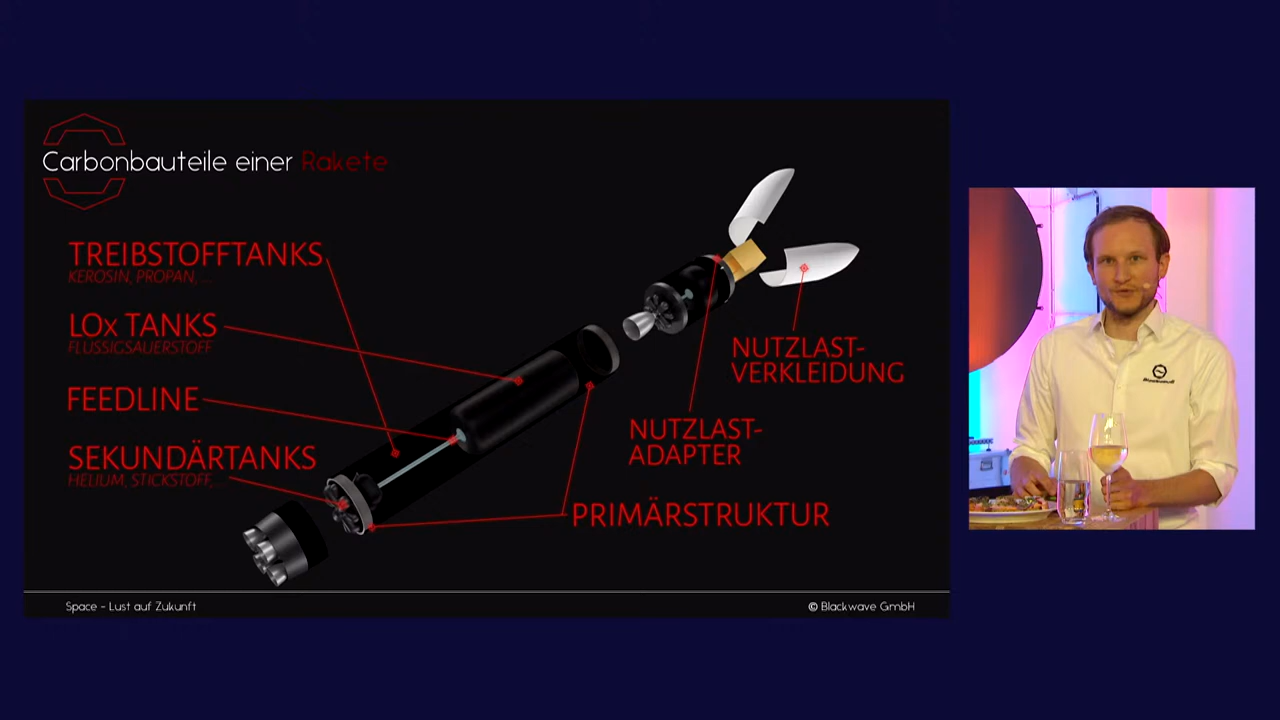 Carbonbauteile einer Rakete
TREIBSTOFFTANKS
KEROSIN, PROPAN, ...
LOx TANKS
FLÜSSIGSAUERSTOFF
FEEDLINE
SEKUNDÄRTANKS
HELIUM, STICKSTOFF, ...
NUTZLAST-
VERKLEIDUNG
NUTZLAST-
ADAPTER
PRIMÄRSTRUKTUR
Space - Lust auf Zukunft
© Blackwave GmbH
Blackwave